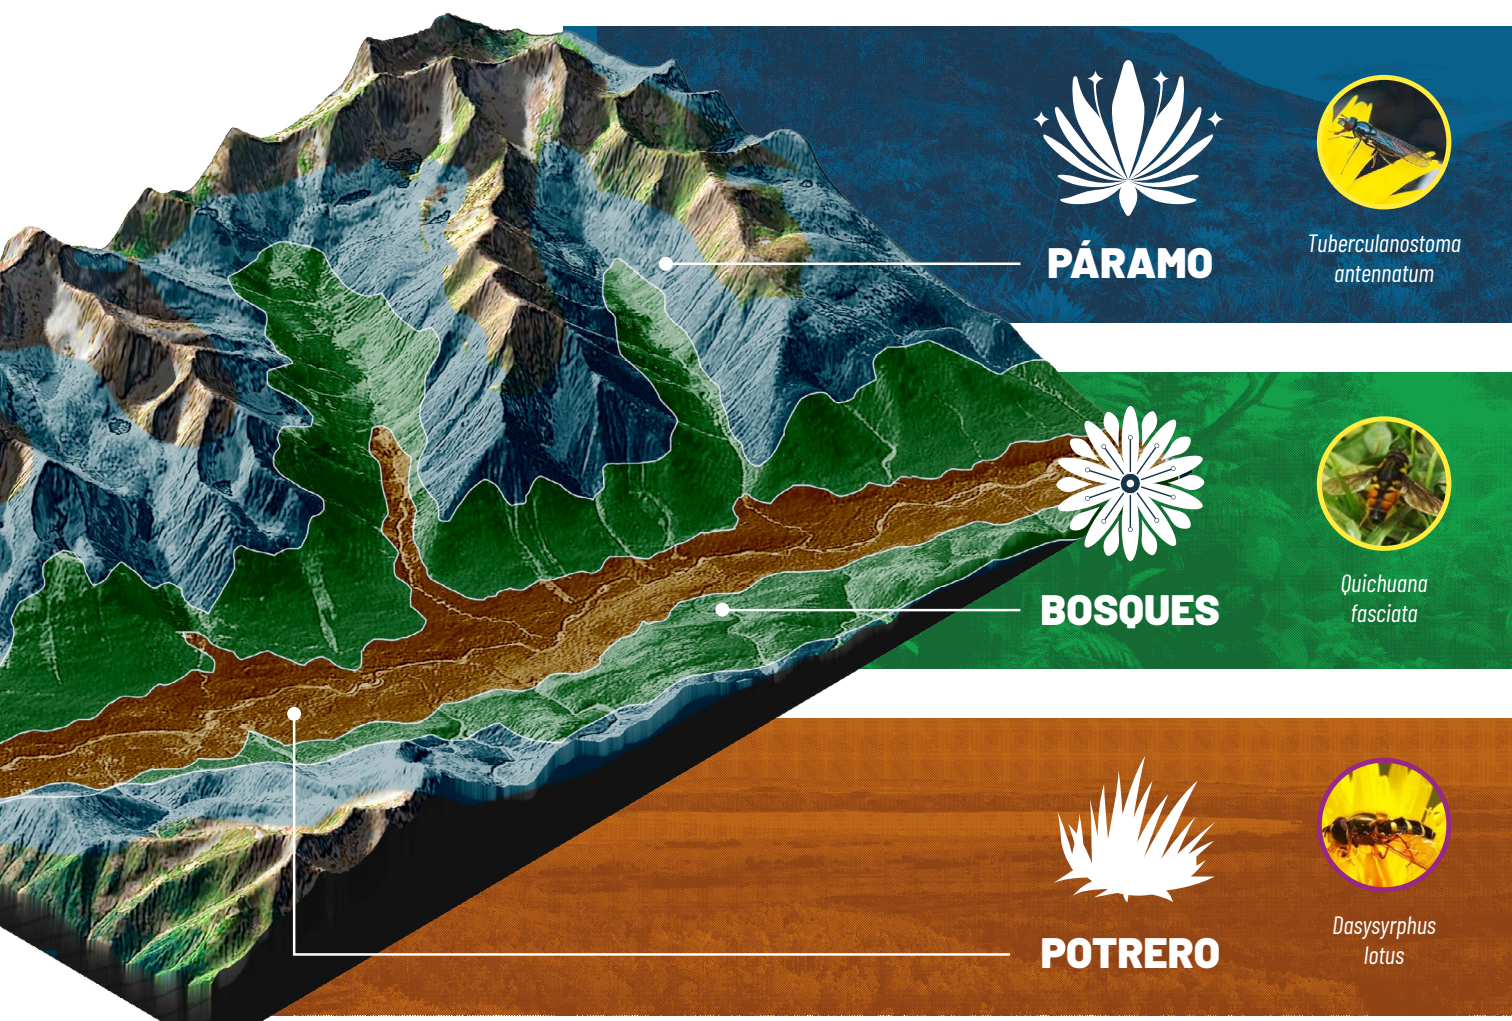 PÁRAMO
Tuberculanostoma
antennatum
BOSQUES
Quichuana
fasciata
POTRERO
Dasysyrphus
lotus